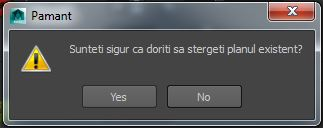 Pamant
Sunteti sigur ca doriti sa stergeti planul existent?
Yes
No